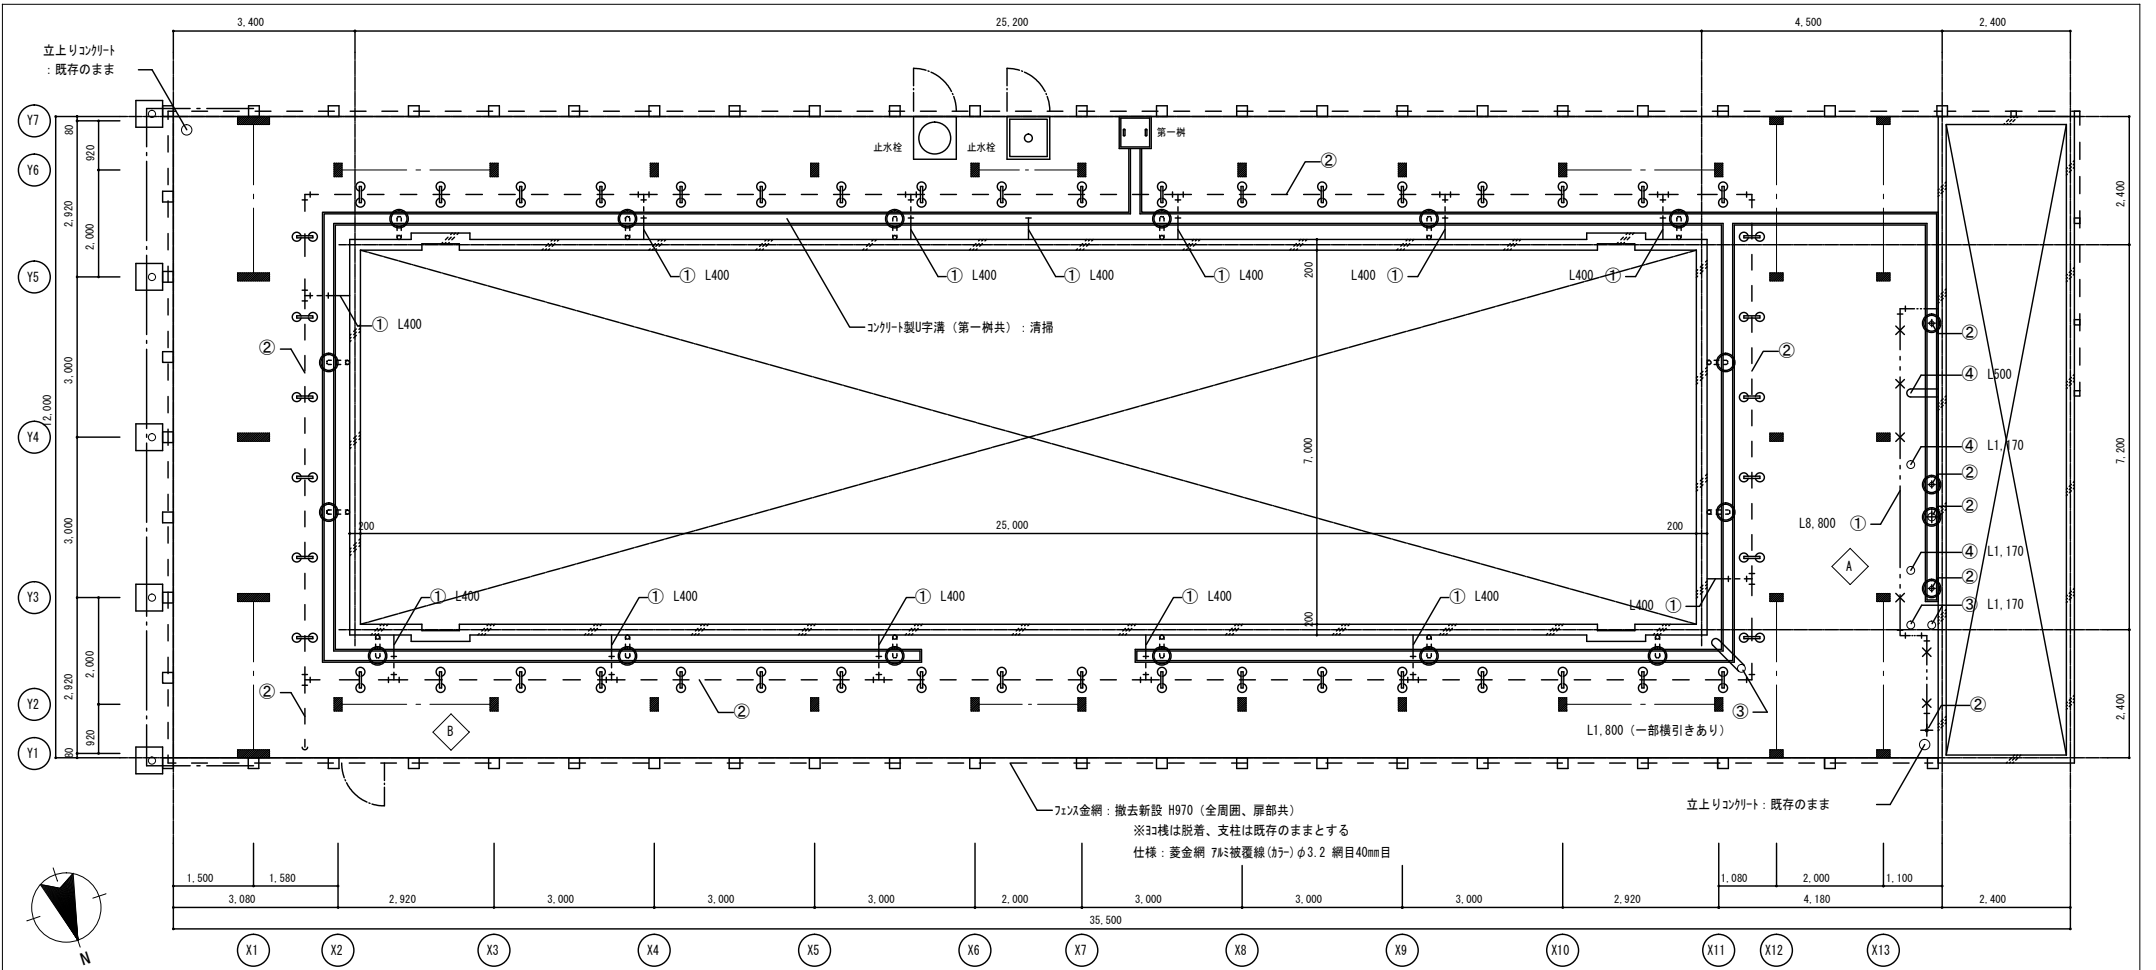 3,400
25,200
4,500
2,400
立上りコンクリート
：既存のまま
Y7
80
920
止水栓
止水栓
第一桝
Y6
②
2,920
2,000
2,400
Y5
① L400
① L400
① L400
① L400
L400 ①
L400 ①
200
① L400
コンクリート製U字溝（第一桝共）：清掃
②
②
②
3,000
12,000
④ L500
Y4
④ L1,170
7,000
7,200
②
②
200
25,000
200
L8,800 ①
3,000
④ L1,170
A
②
Y3
① L400
① L400
① L400
① L400
① L400
L400 ①
③ L1,170
200
2,000
2,920
②
②
③
②
Y2
B
L1,800（一部横引きあり）
2,400
920
80
Y1
フェンス金網：撤去新設 H970（全周囲、扉部共）
※ヨコ桟は脱着、支柱は既存のままとする
仕様：菱金網 アルミ被覆線(カラー)φ3.2 網目40mm目
立上りコンクリート：既存のまま
1,500
1,580
1,080
2,000
1,100
3,080
2,920
3,000
3,000
3,000
2,000
3,000
3,000
3,000
2,920
4,180
2,400
35,500
N
X1
X2
X3
X4
X5
X6
X7
X8
X9
X10
X11
X12
X13